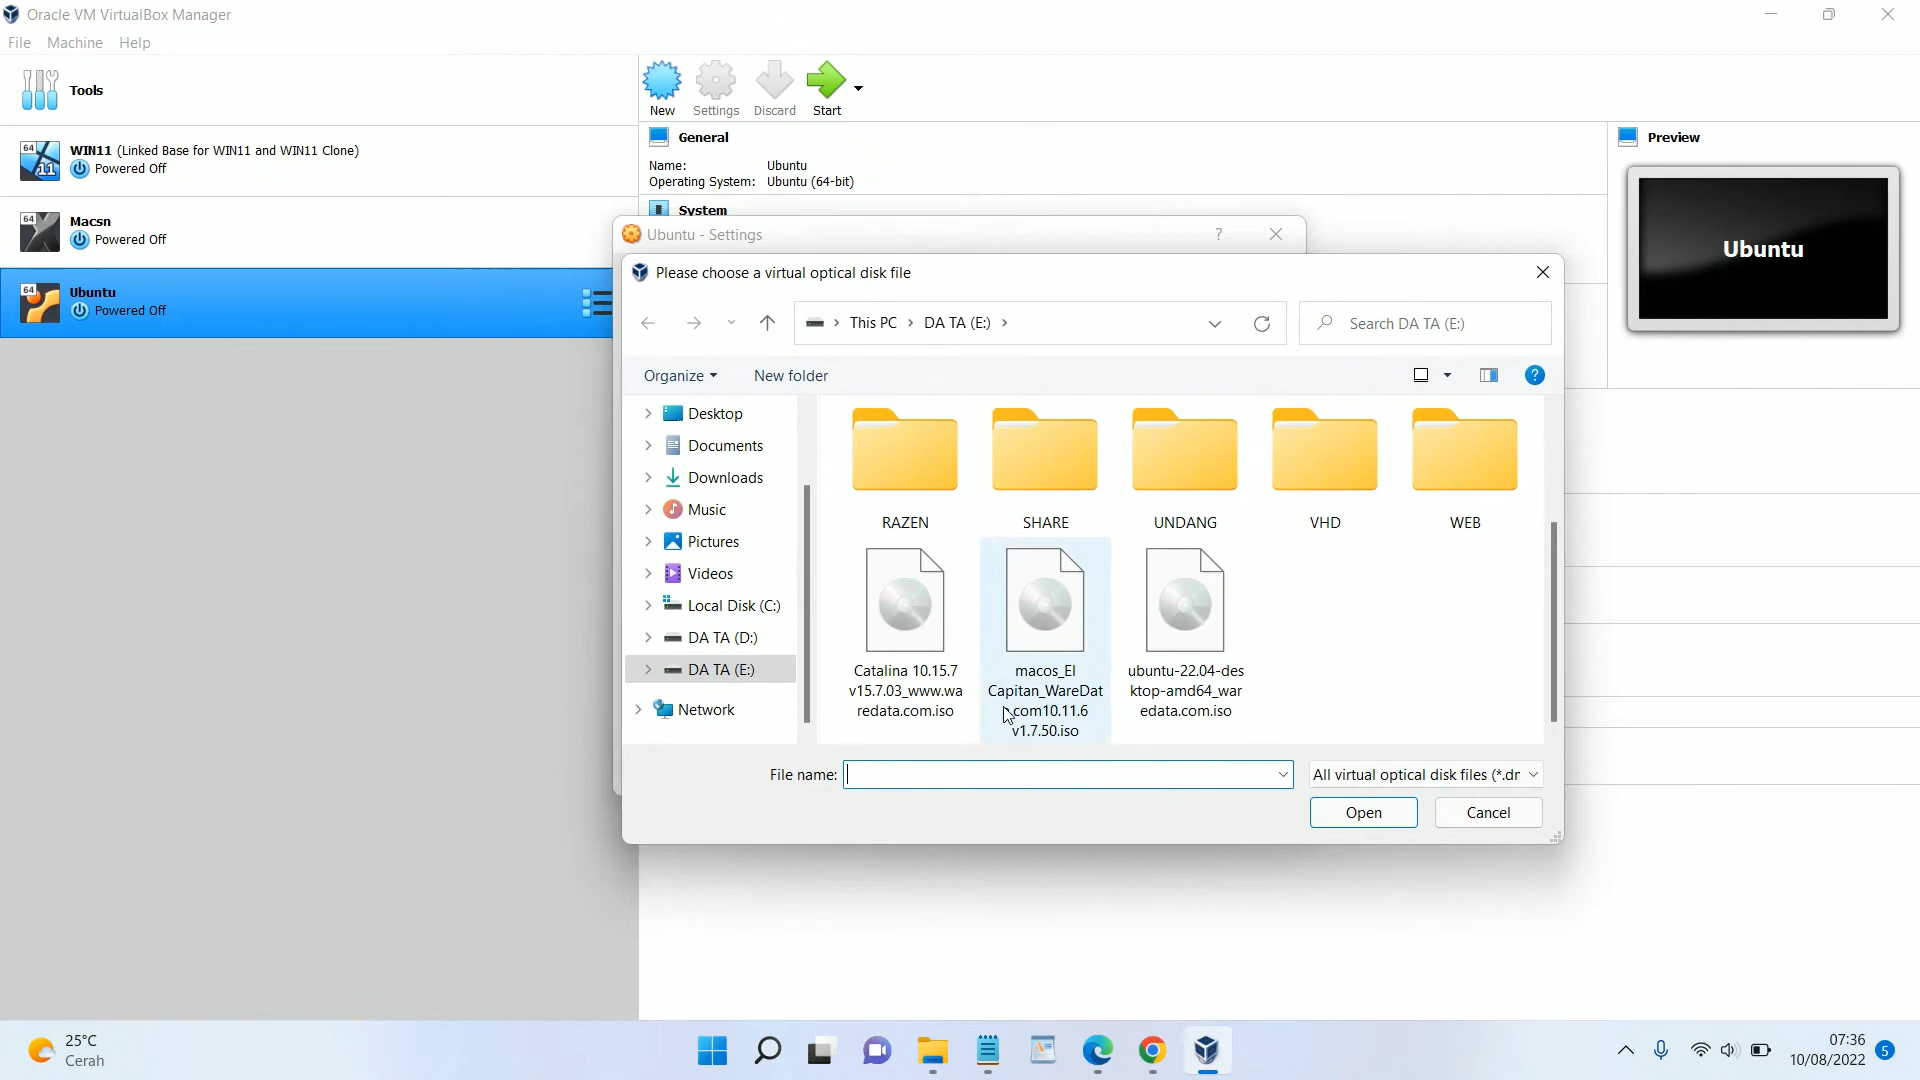 Oracle VM VirtualBox Manager
File Machine Help
Tools
New Settings Discard Start
64 WIN11 (Linked Base for WIN11 and WIN11 Clone)
11 Powered Off
64 Macsn
Powered Off
64 Ubuntu
Powered Off
General
Name: Ubuntu
Operating System: Ubuntu (64-bit)
System
Preview
Ubuntu
Ubuntu - Settings ?
Please choose a virtual optical disk file
This PC > DA TA (E:) >
Search DA TA (E:)
Organize New folder ?
Desktop
Documents
Downloads
Music
Pictures
Videos
Local Disk (C:)
DA TA (D:)
DA TA (E:)
Network
RAZEN SHARE UNDANG VHD WEB
Catalina 10.15.7
v15.7.03_www.wa
redata.com.iso
macos_El
Capitan_WareDat
.com10.11.6
v1.7.50.iso
ubuntu-22.04-des
ktop-amd64_war
edata.com.iso
File name:
All virtual optical disk files (*.dr
Open Cancel
25°C
Cerah
07:36
10/08/2022 5